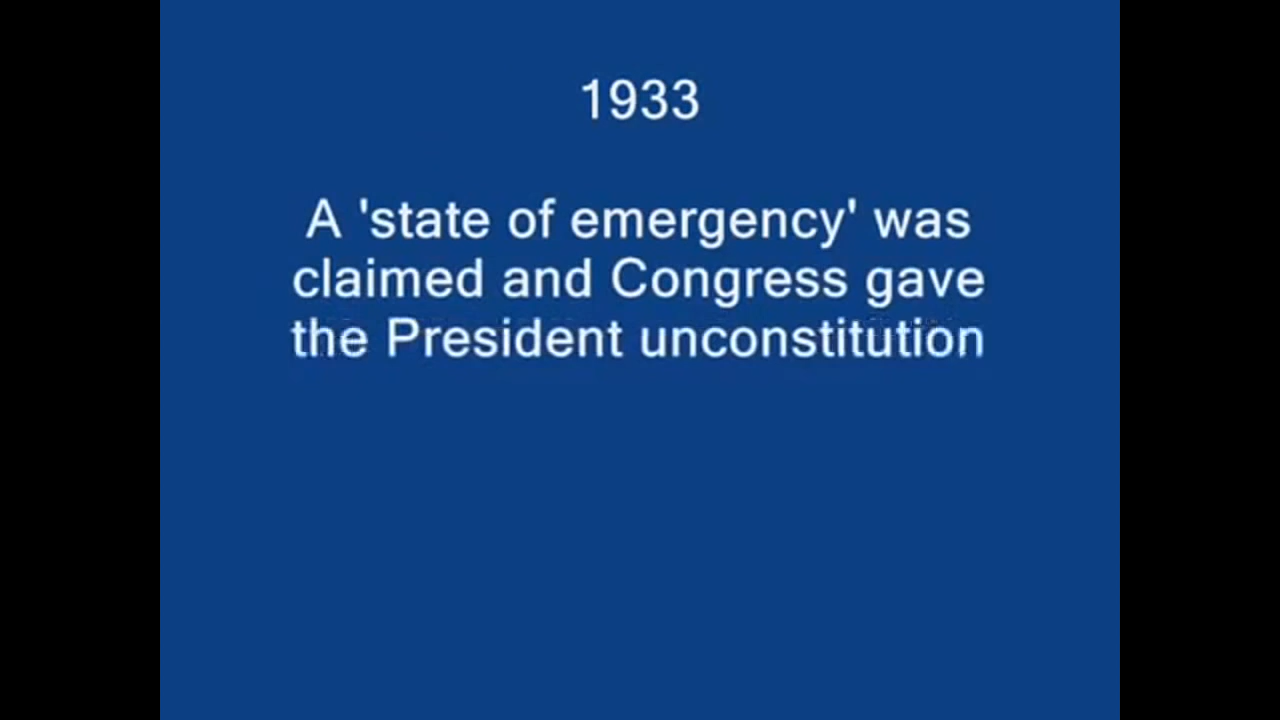 1933
A 'state of emergency' was
claimed and Congress gave
the President unconstitution